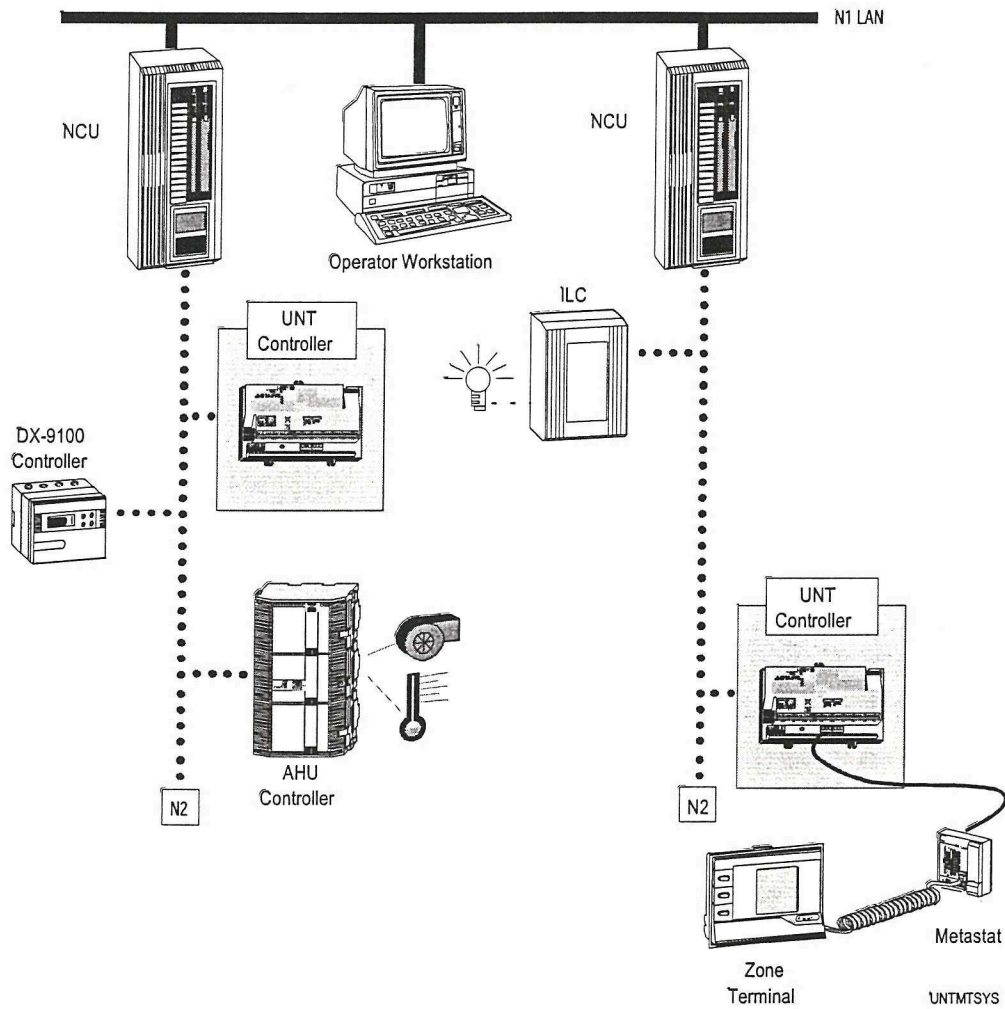 N1 LAN
NCU
NCU
Operator Workstation
ILC
UNT
Controller
DX-9100
Controller
UNT
Controller
AHU
Controller
N2
N2
Metastat
Zone
Terminal
UNTMTSYS